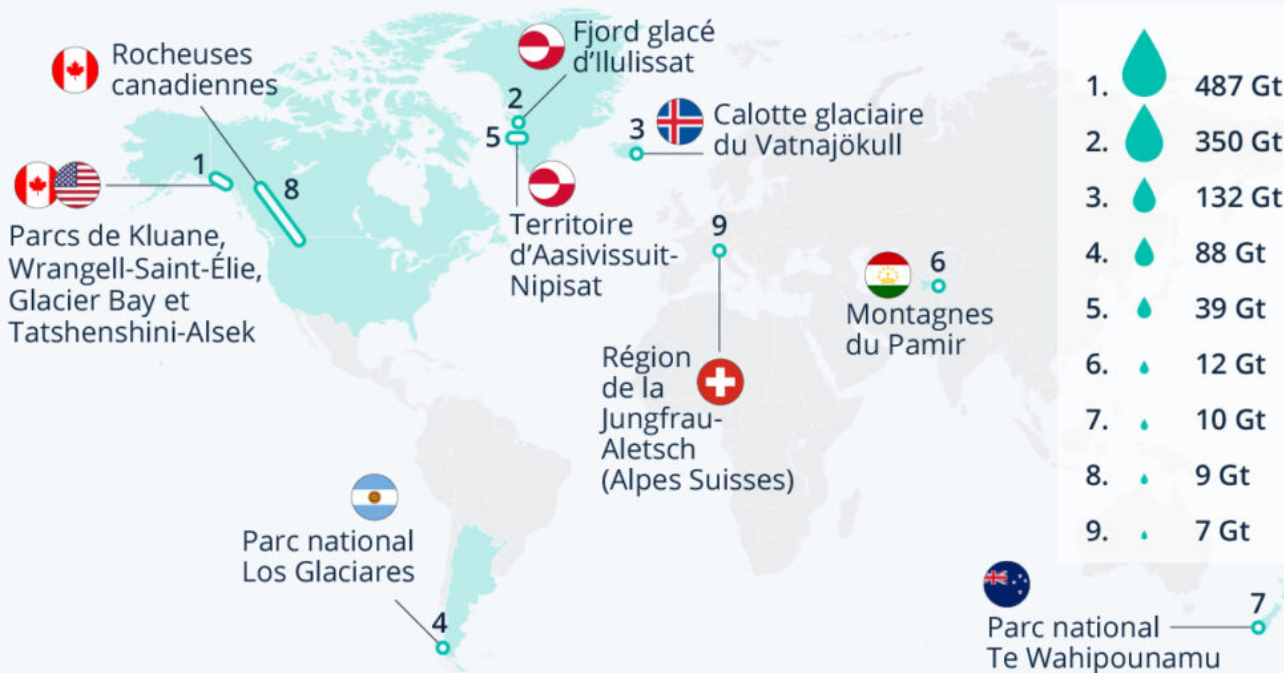 Rocheuses
canadiennes
Fjord glacé
d'Ilulissat
2
5
3
Calotte glaciaire
du Vatnajökull
1
8
Parcs de Kluane,
Wrangell-Saint-Élie,
Glacier Bay et
Tatshenshini-Alsek
Territoire
d'Aasivissuit-
Nipisat
9
6
Montagnes
du Pamir
Région
de la
Jungfrau-
Aletsch
(Alpes Suisses)
Parc national
Los Glaciares
4
7
Parc national
Te Wahipounamu
1. 487 Gt
2. 350 Gt
3. 132 Gt
4. 88 Gt
5. 39 Gt
6. 12 Gt
7. 10 Gt
8. 9 Gt
9. 7 Gt